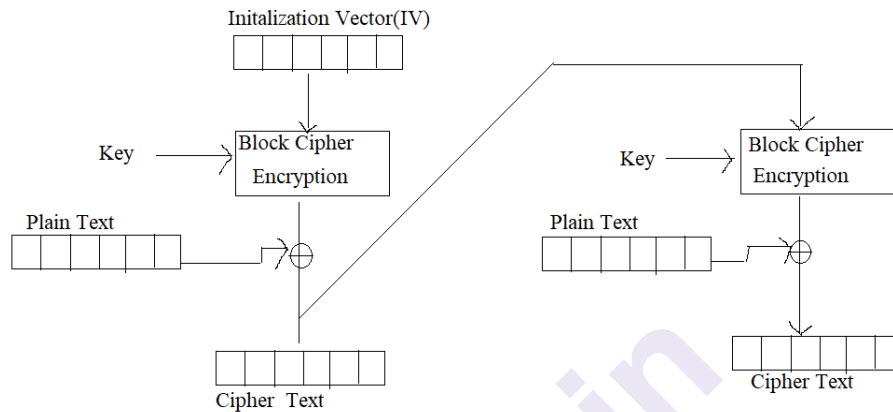 Initalization Vector(IV)
Key
Block Cipher
Encryption
Plain Text
Cipher Text
Key
Block Cipher
Encryption
Plain Text
Cipher Text
in